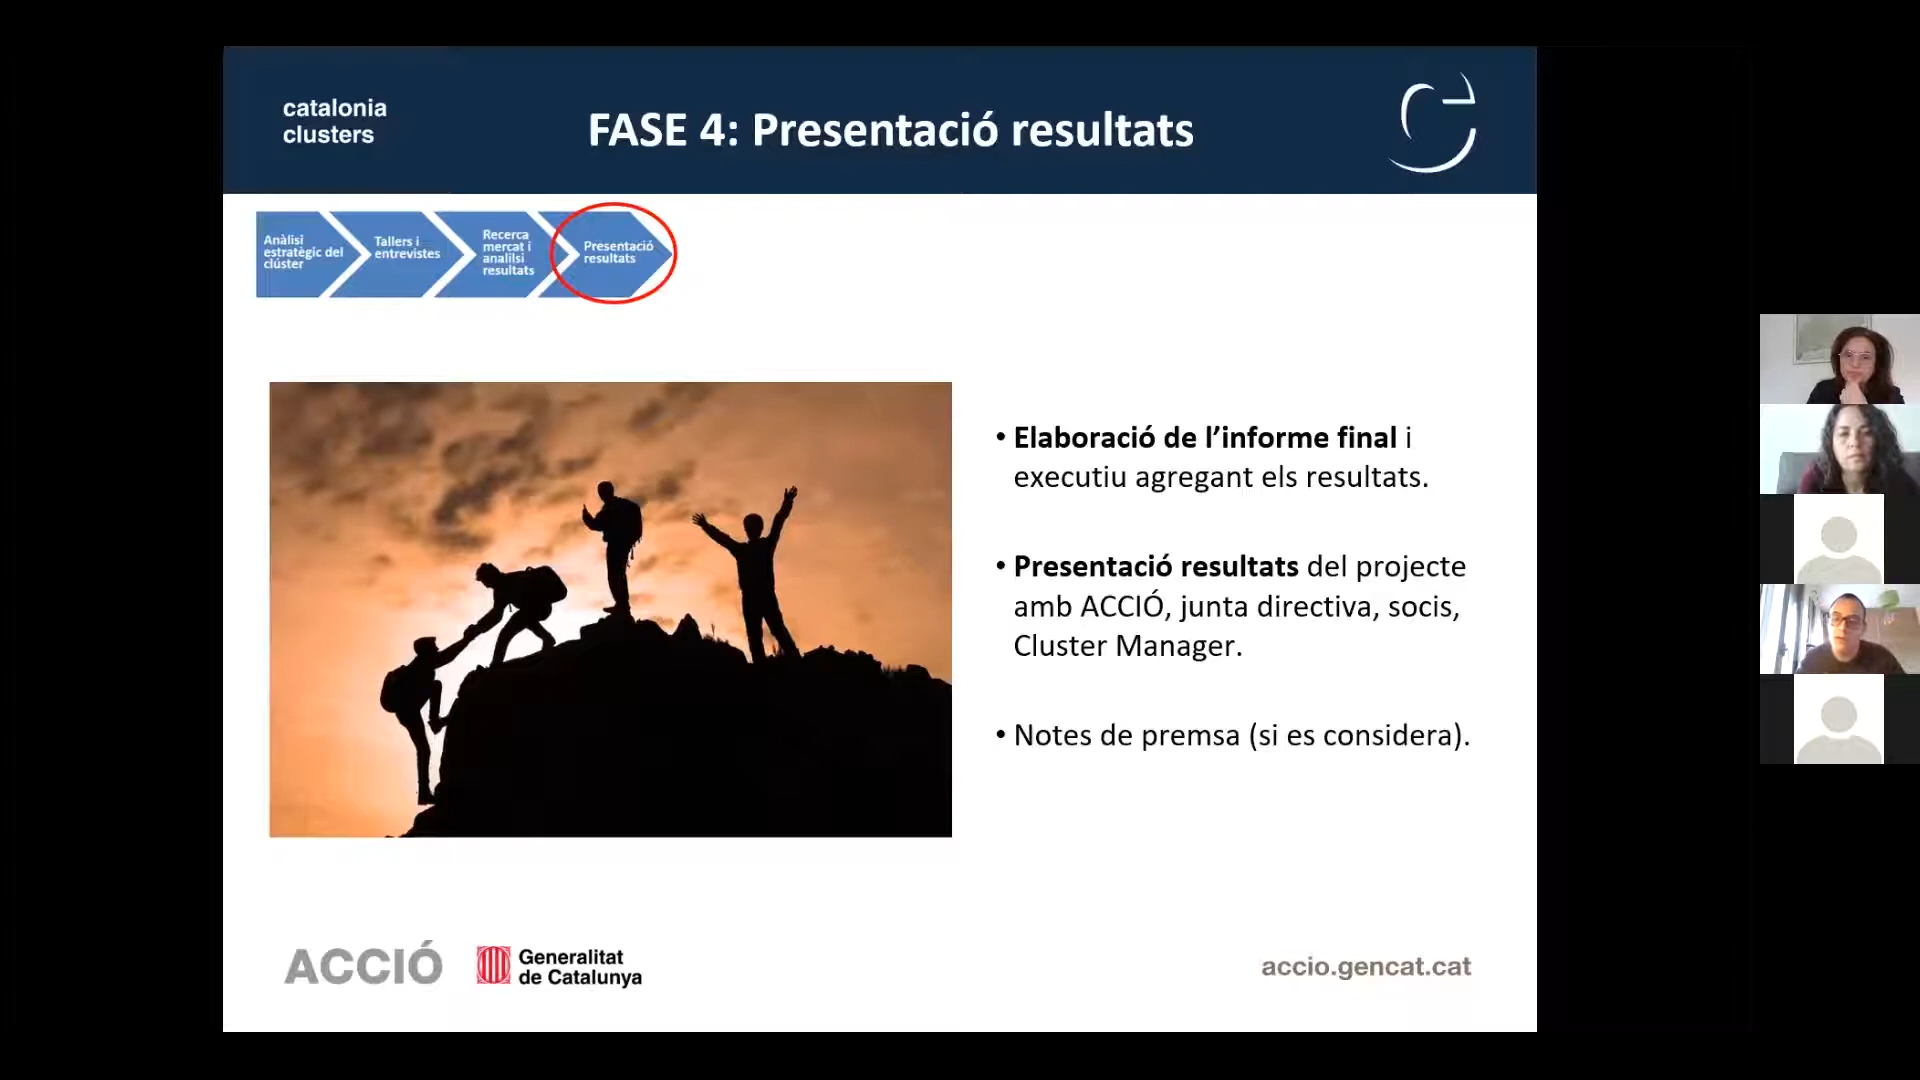 catalonia
clusters
FASE 4: Presentació resultats
Anàlisi
estratègic del
clúster
Tallers i
entrevistes
Recerca
mercat i
analilsi
resultats
Presentació
resultats
• Elaboració de l’informe final i
executiu agregant els resultats.
• Presentació resultats del projecte
amb ACCIÓ, junta directiva, socis,
Cluster Manager.
• Notes de premsa (si es considera).
ACCIÓ
Generalitat
de Catalunya
accio.gencat.cat